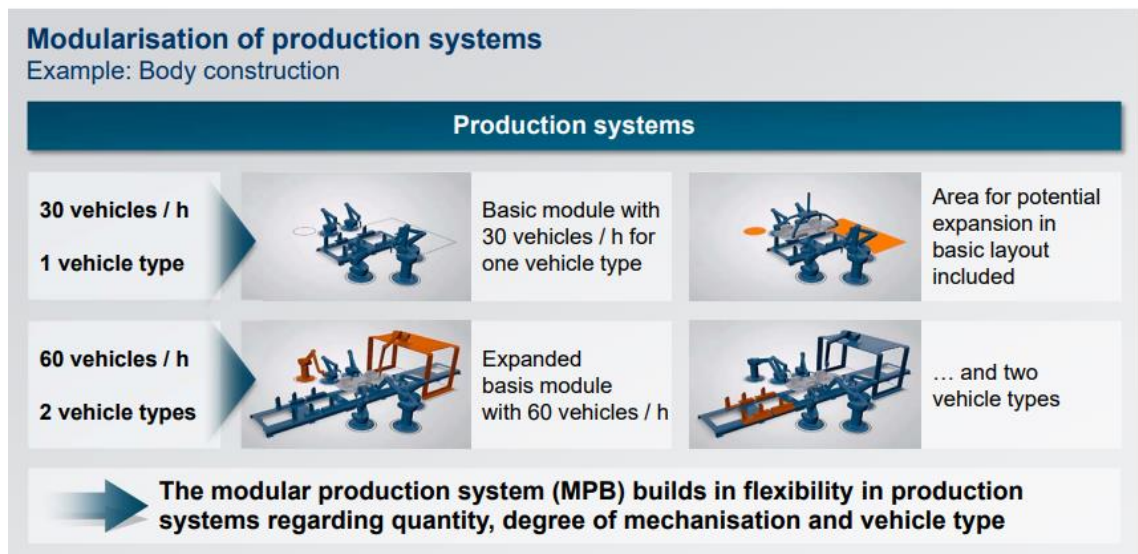 Modularisation of production systems
Example: Body construction
Production systems
30 vehicles / h
1 vehicle type
Basic module with
30 vehicles / h for
one vehicle type
Area for potential
expansion in
basic layout
included
60 vehicles / h
2 vehicle types
Expanded
basis module
with 60 vehicles / h
… and two
vehicle types
The modular production system (MPB) builds in flexibility in production
systems regarding quantity, degree of mechanisation and vehicle type